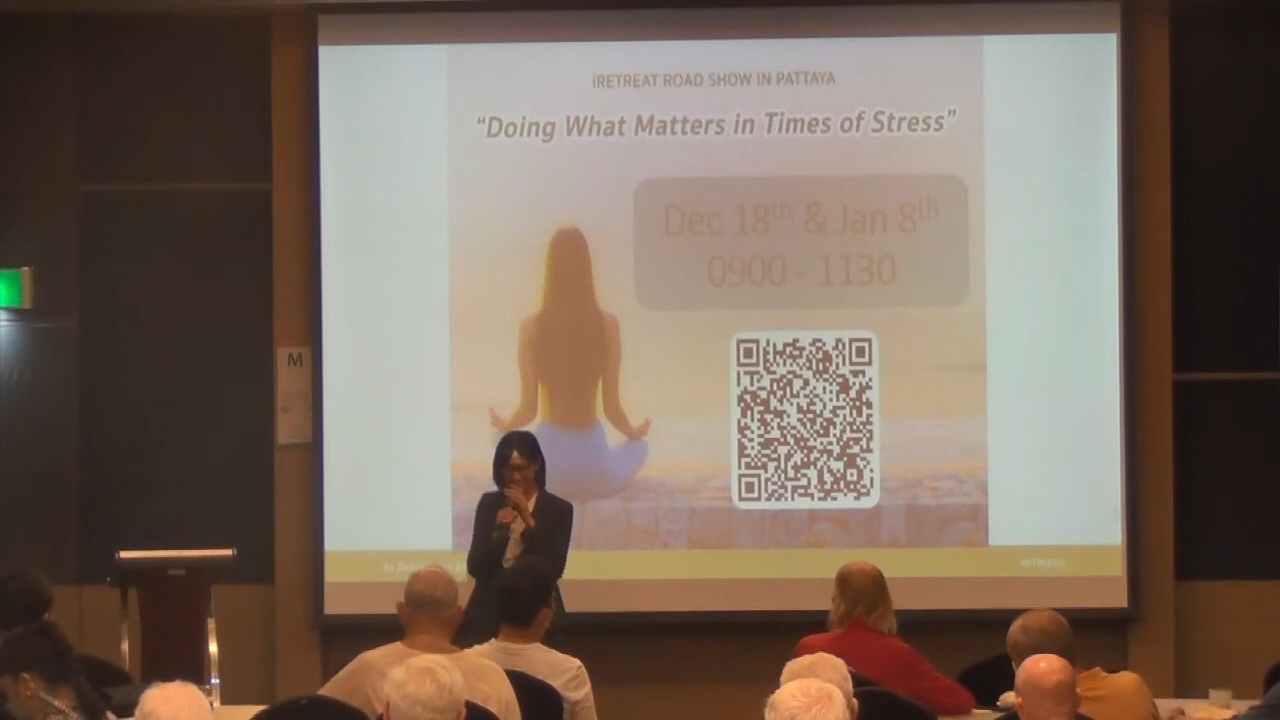 iRETREAT ROAD SHOW IN PATTAYA
"Doing What Matters in Times of Stress"
Dec 18th & Jan 8th
0900 - 1130
M